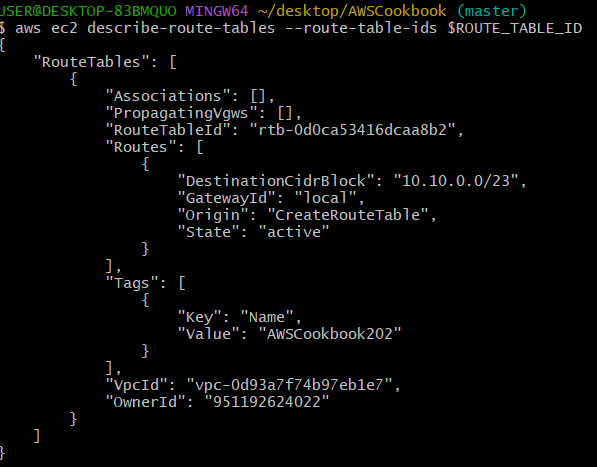 USER@DESKTOP-83BMQUO MINGW64 ~/desktop/AWSCookbook (master)
$ aws ec2 describe-route-tables --route-table-ids $ROUTE_TABLE_ID
{
    "RouteTables": [
        {
            "Associations": [],
            "PropagatingVgws": [],
            "RouteTableId": "rtb-0d0ca53416dcaa8b2",
            "Routes": [
                {
                    "DestinationCidrBlock": "10.10.0.0/23",
                    "GatewayId": "local",
                    "Origin": "CreateRouteTable",
                    "State": "active"
                }
            ],
            "Tags": [
                {
                    "Key": "Name",
                    "Value": "AWSCookbook202"
                }
            ],
            "VpcId": "vpc-0d93a7f74b97eb1e7",
            "OwnerId": "951192624022"
        }
    ]
}